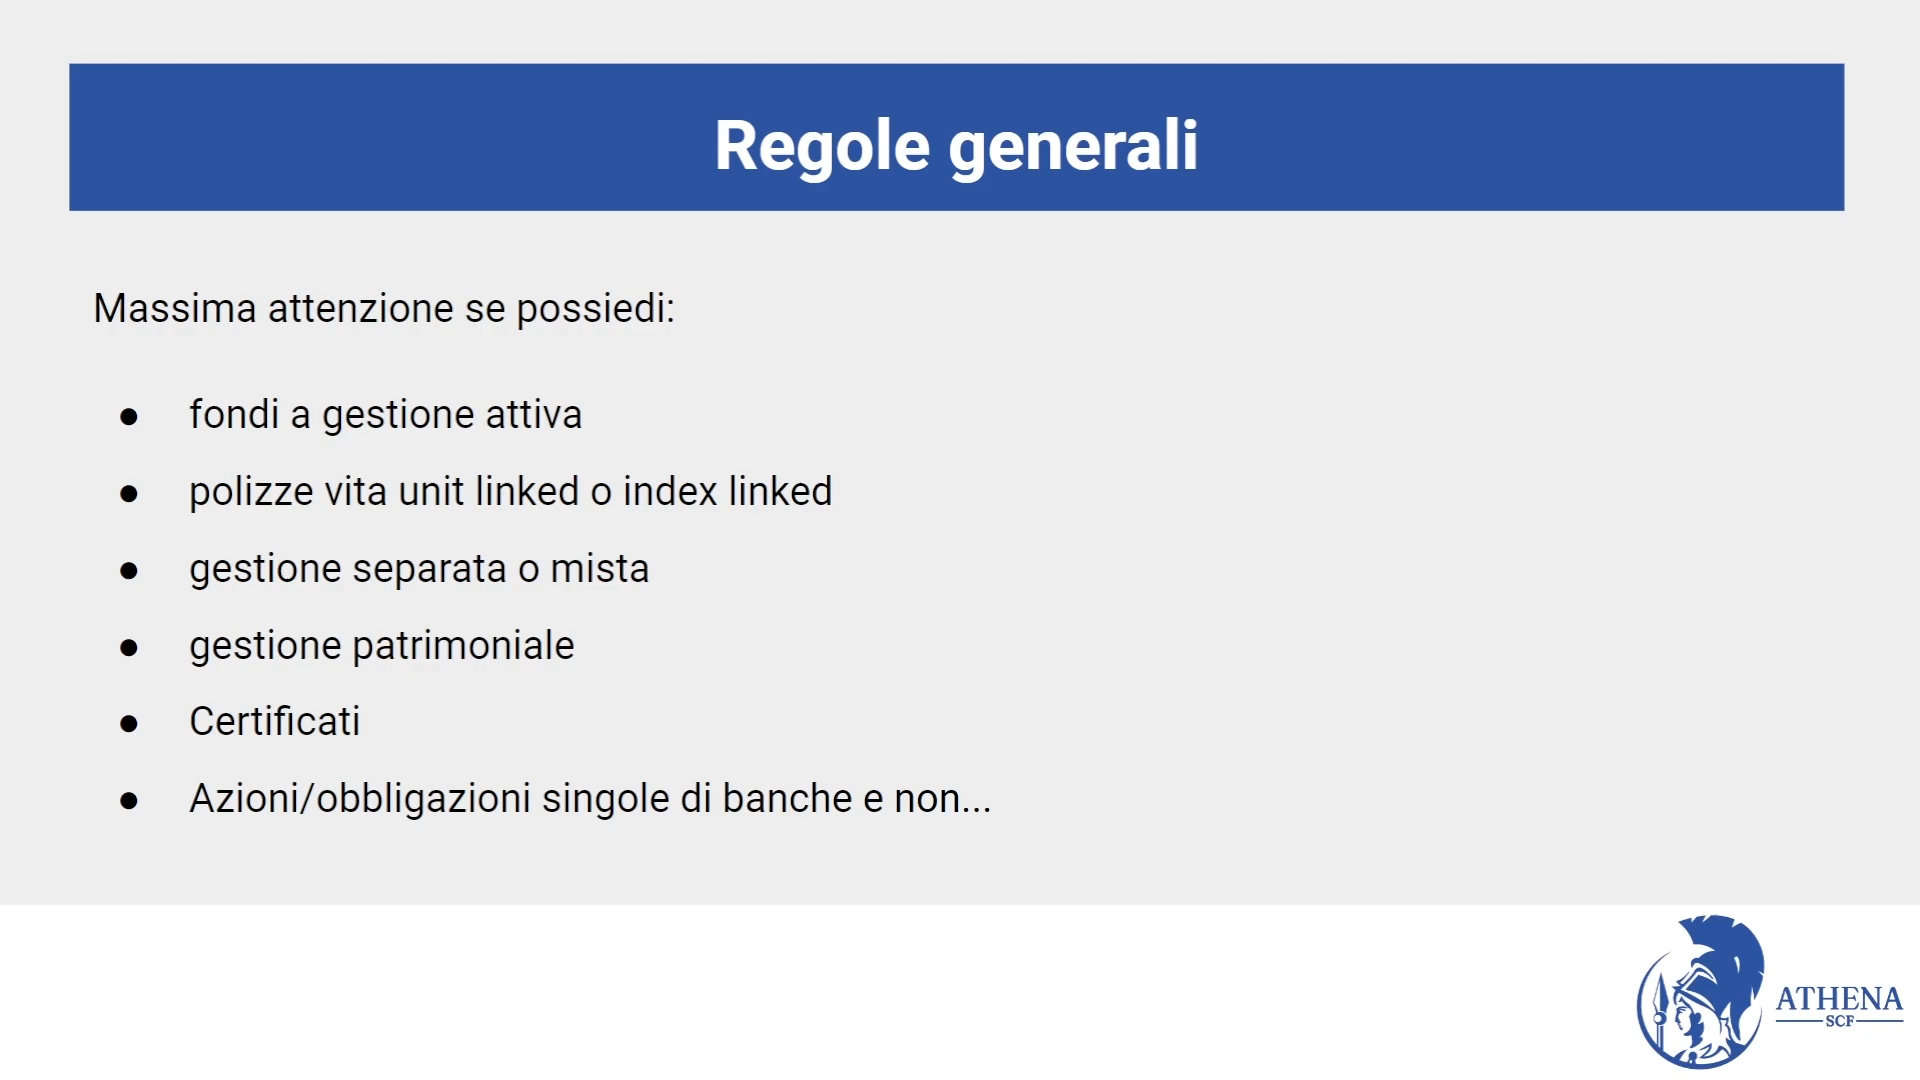 Regole generali
Massima attenzione se possiedi:
● fondi a gestione attiva
● polizze vita unit linked o index linked
● gestione separata o mista
● gestione patrimoniale
● Certificati
● Azioni/obbligazioni singole di banche e non...
ATHENA
SCF